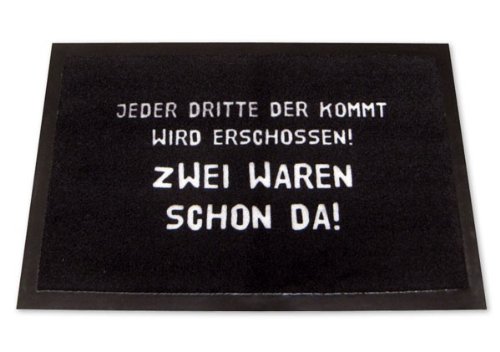 JEDER DRITTE DER KOMMT
WIRD ERSCHOSSEN!
ZWEI WAREN
SCHON DA!